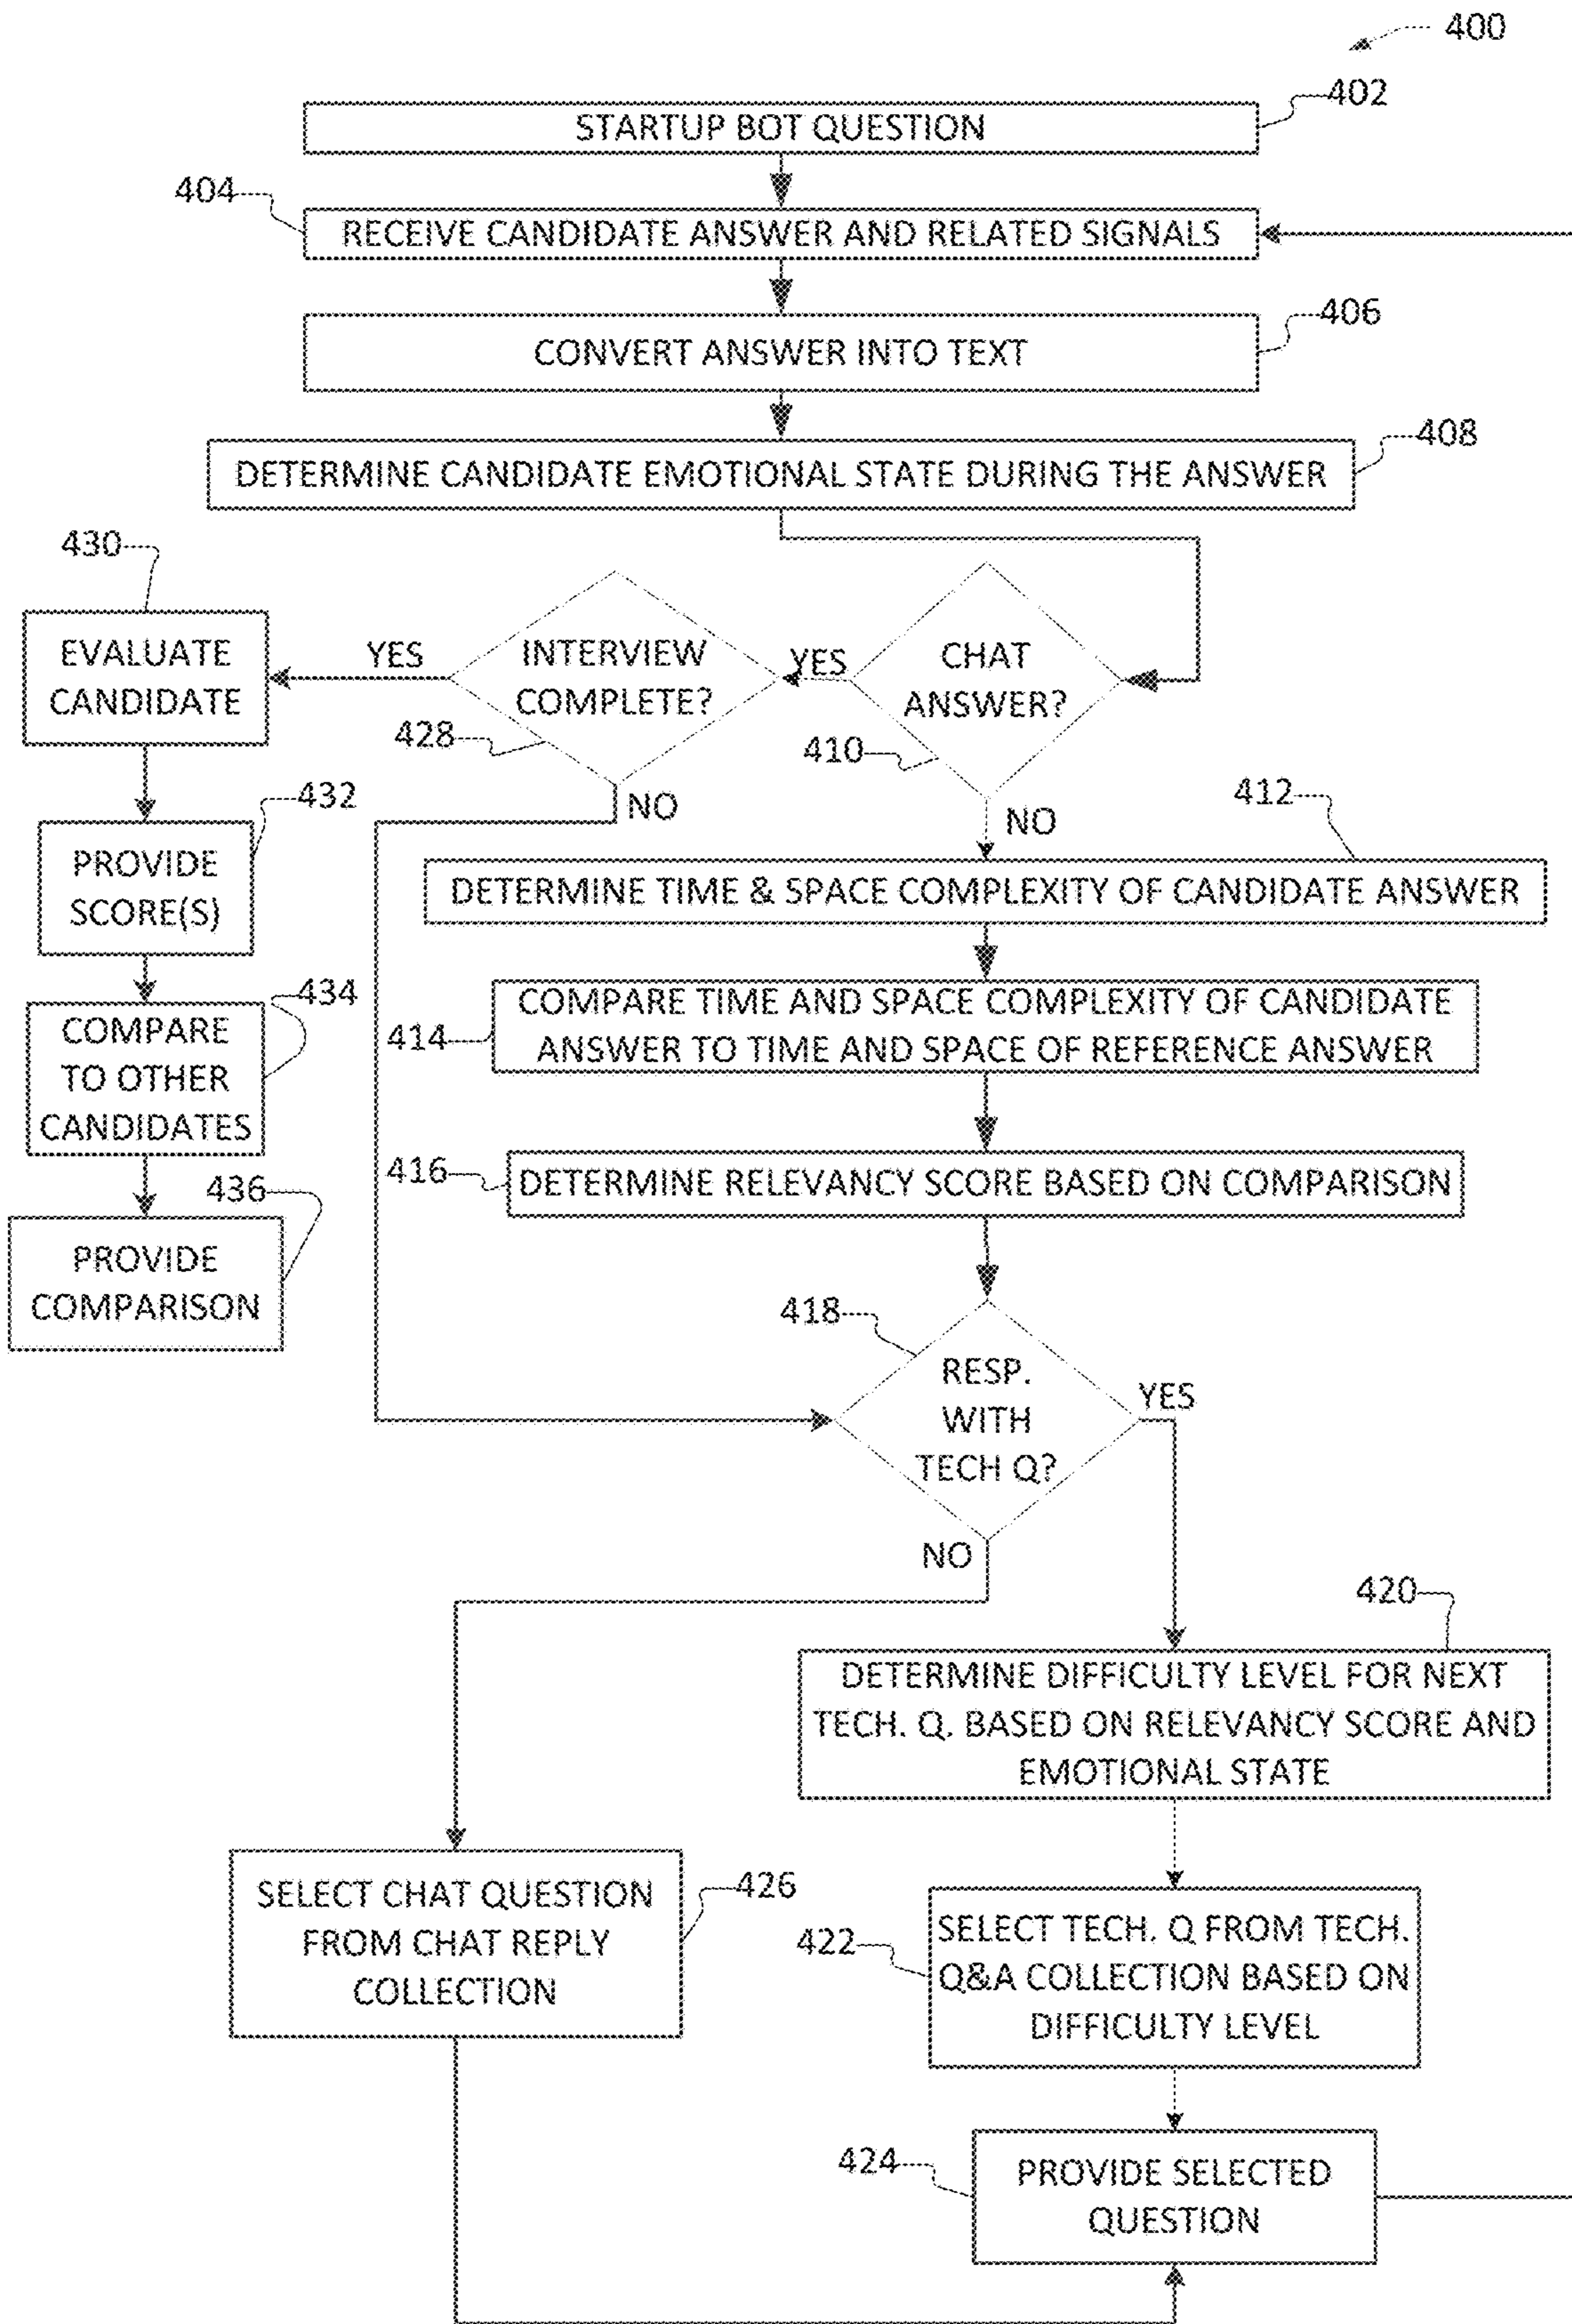 400
402
STARTUP BOT QUESTION
404
RECEIVE CANDIDATE ANSWER AND RELATED SIGNALS
406
CONVERT ANSWER INTO TEXT
408
DETERMINE CANDIDATE EMOTIONAL STATE DURING THE ANSWER
430
EVALUATE
CANDIDATE
YES
INTERVIEW
COMPLETE?
428
NO
YES
CHAT
ANSWER?
410
NO
432
PROVIDE
SCORE(S)
434
COMPARE
TO OTHER
CANDIDATES
436
PROVIDE
COMPARISON
412
DETERMINE TIME & SPACE COMPLEXITY OF CANDIDATE ANSWER
414
COMPARE TIME AND SPACE COMPLEXITY OF CANDIDATE
ANSWER TO TIME AND SPACE OF REFERENCE ANSWER
416
DETERMINE RELEVANCY SCORE BASED ON COMPARISON
418
RESP.
WITH
TECH Q?
YES
NO
420
DETERMINE DIFFICULTY LEVEL FOR NEXT
TECH. Q. BASED ON RELEVANCY SCORE AND
EMOTIONAL STATE
426
SELECT CHAT QUESTION
FROM CHAT REPLY
COLLECTION
422
SELECT TECH. Q FROM TECH.
Q&A COLLECTION BASED ON
DIFFICULTY LEVEL
424
PROVIDE SELECTED
QUESTION